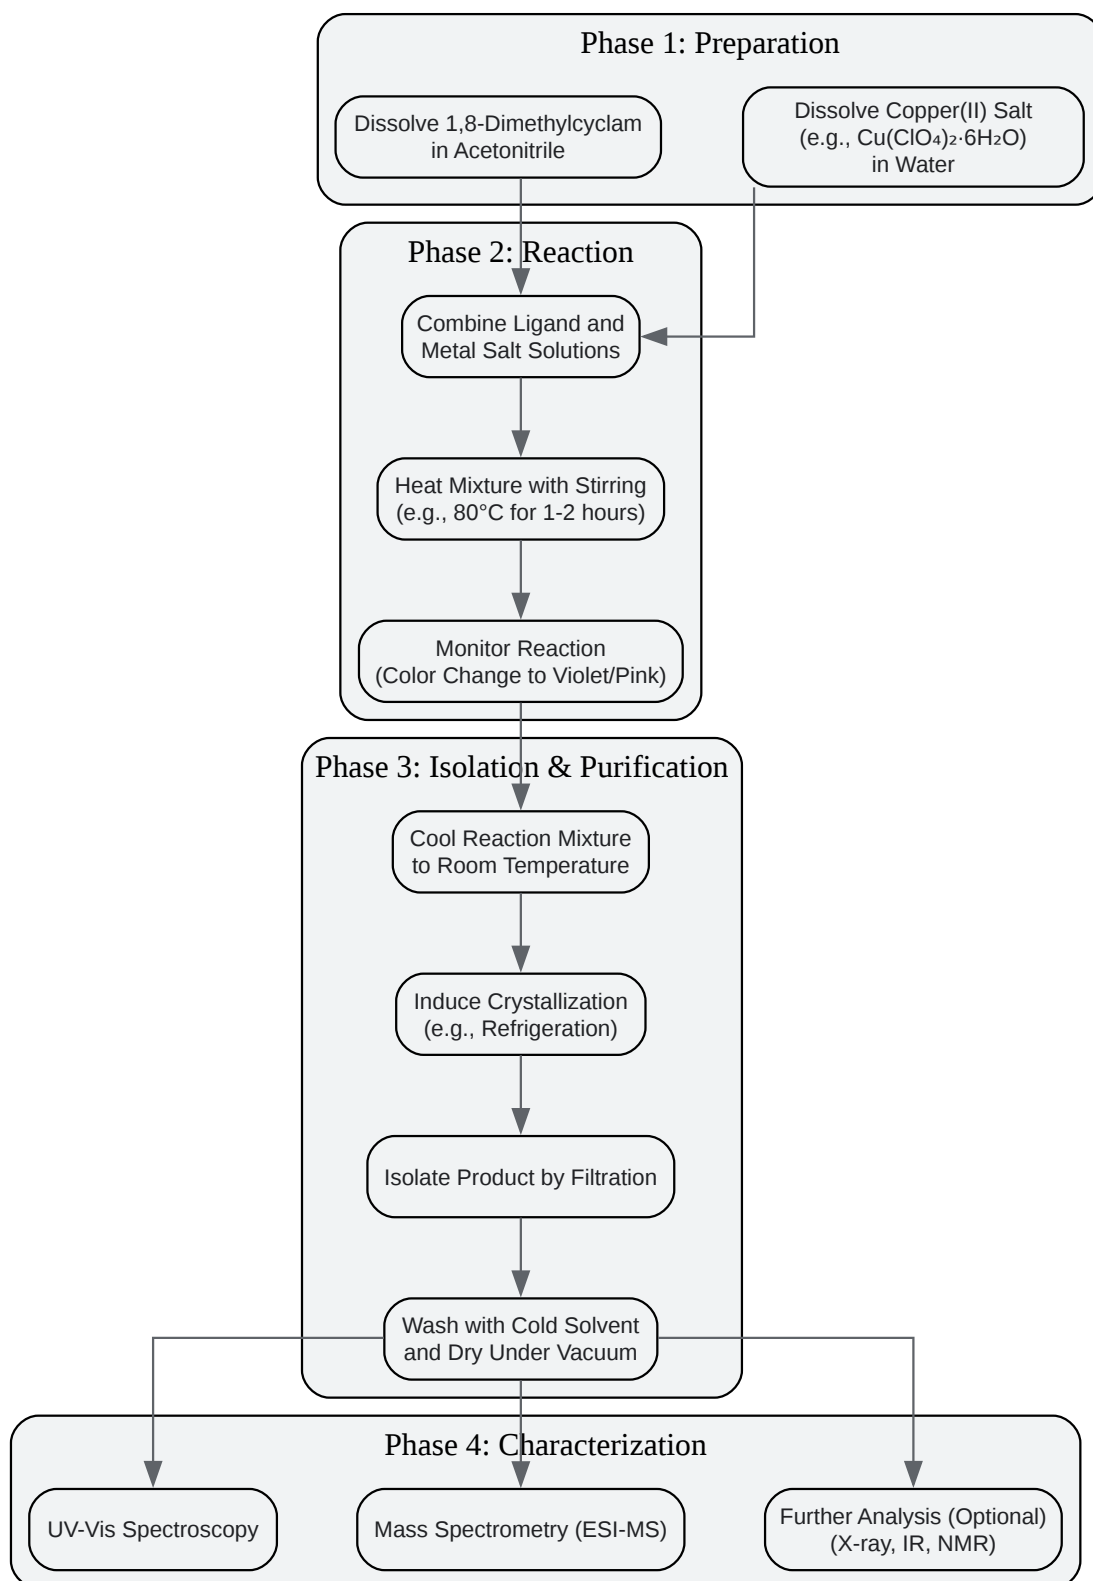 Phase 1: Preparation
Dissolve 1,8-Dimethylcyclam
in Acetonitrile
Dissolve Copper(II) Salt
(e.g., Cu(ClO₄)₂·6H₂O)
in Water
Phase 2: Reaction
Combine Ligand and
Metal Salt Solutions
Heat Mixture with Stirring
(e.g., 80°C for 1-2 hours)
Monitor Reaction
(Color Change to Violet/Pink)
Phase 3: Isolation & Purification
Cool Reaction Mixture
to Room Temperature
Induce Crystallization
(e.g., Refrigeration)
Isolate Product by Filtration
Wash with Cold Solvent
and Dry Under Vacuum
Phase 4: Characterization
UV-Vis Spectroscopy
Mass Spectrometry (ESI-MS)
Further Analysis (Optional)
(X-ray, IR, NMR)